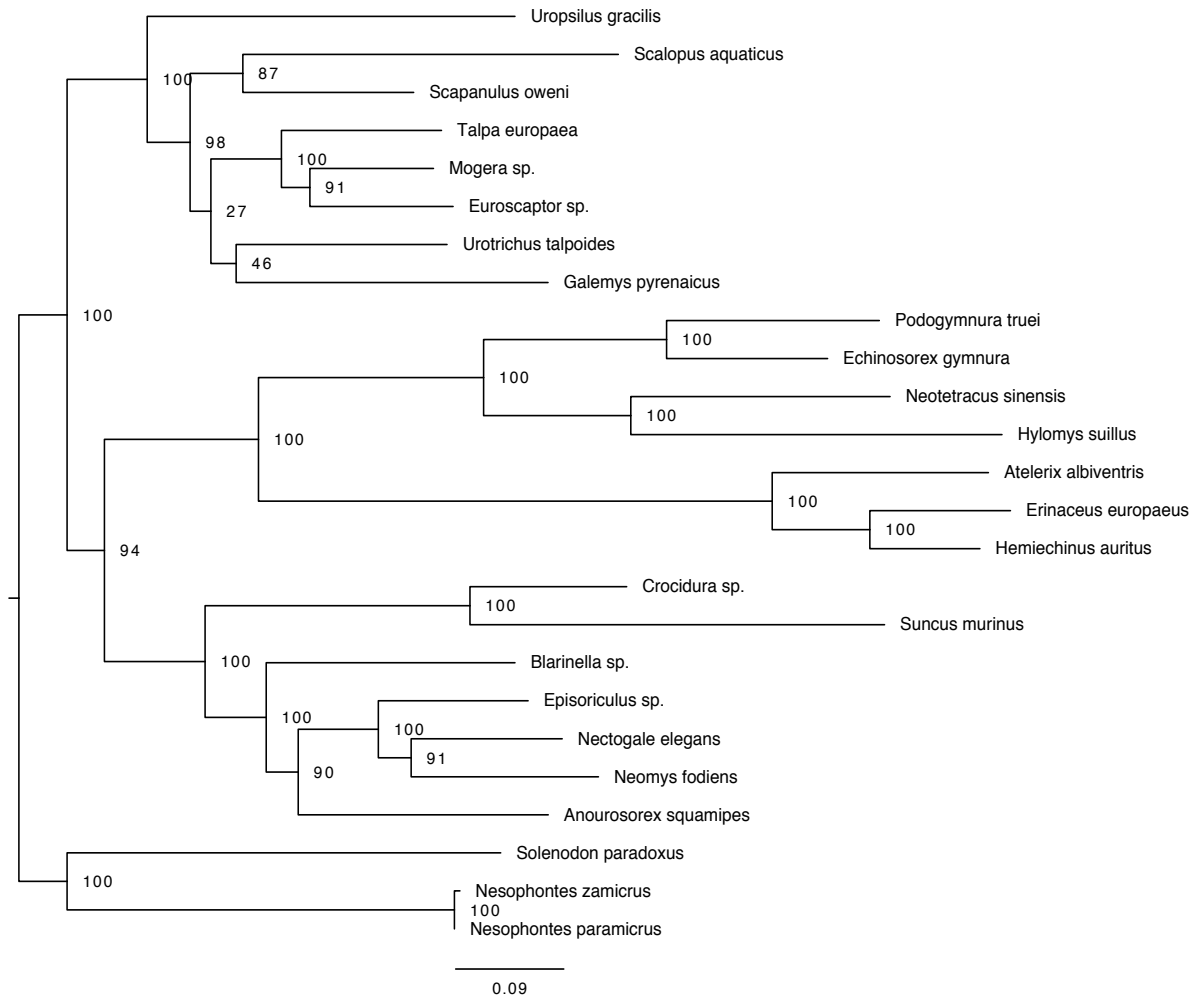 Uropsilus gracilis
Scalopus aquaticus
87
100
Scapanulus oweni
Talpa europaea
98
100
Mogera sp.
91
Euroscaptor sp.
27
Urotrichus talpoides
46
Galemys pyrenaicus
100
Podogymnura truei
100
Echinosorex gymnura
100
Neotetracus sinensis
100
Hylomys suillus
100
Atelerix albiventris
100
Erinaceus europaeus
100
Hemiechinus auritus
94
Crocidura sp.
100
Suncus murinus
100
Blarinella sp.
Episoriculus sp.
100
100
Nectogale elegans
91
90
Neomys fodiens
Anourosorex squamipes
Solenodon paradoxus
100
Nesophontes zamicrus
100
Nesophontes paramicrus
0.09